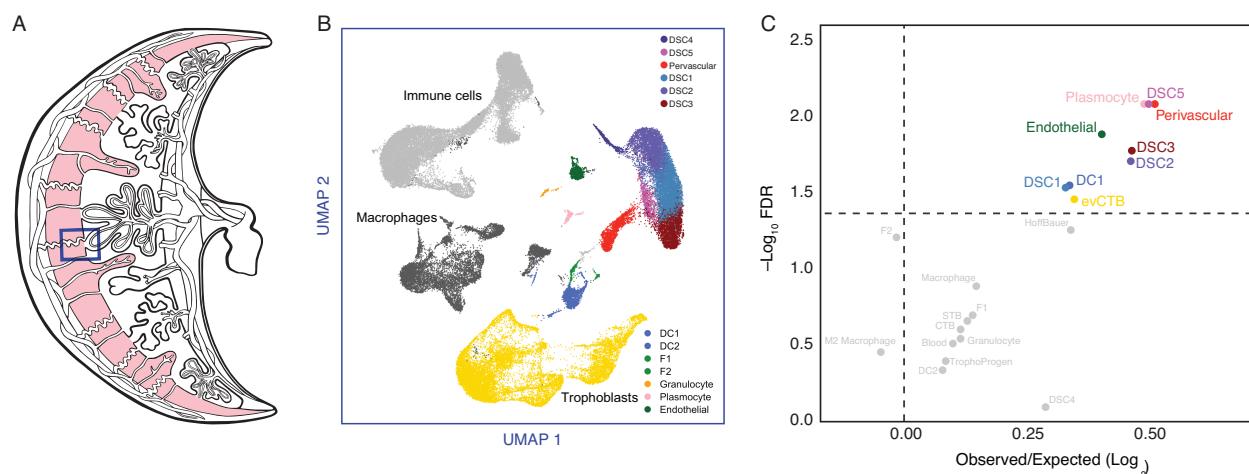 A
B
C
DSC4
DSC5
Pervascular
DSC1
DSC2
DSC3
Immune cells
Macrophages
DC1
DC2
F1
F2
Granulocyte
Plasmocyte
Endothelial
Trophoblasts
UMAP 2
UMAP 1
2.5
2.0
1.5
1.0
0.5
0.0
–Log10 FDR
Plasmocyte
DSC5
Perivascular
Endothelial
DSC3
DSC2
DSC1
DC1
evCTB
HoffBauer
F2
Macrophage
F1
STB
CTB
Granulocyte
Blood
M2 Macrophage
TrophoProgen
DC2
DSC4
0.00
0.25
0.50
Observed/Expected (Log2)